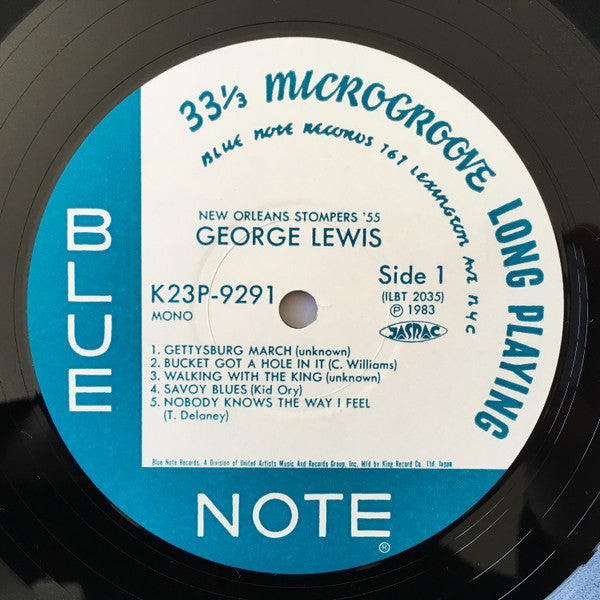 33⅓ MICROGROOVE LONG PLAYING
BLUE NOTE RECORDS 767 LEXINGTON AVE NYC
NEW ORLEANS STOMPERS '55
GEORGE LEWIS
K23P-9291
MONO
Side 1
(ILBT 2035)
Ⓟ 1983
JASRAC
1. GETTYSBURG MARCH (unknown)
2. BUCKET GOT A HOLE IN IT (C. Williams)
3. WALKING WITH THE KING (unknown)
4. SAVOY BLUES (Kid Ory)
5. NOBODY KNOWS THE WAY I FEEL
(T. Delaney)
Blue Note Records, A Division of United Artists Music And Records Group, Inc, Mfd by King Record Co. Ltd, Japan
BLUE
NOTE